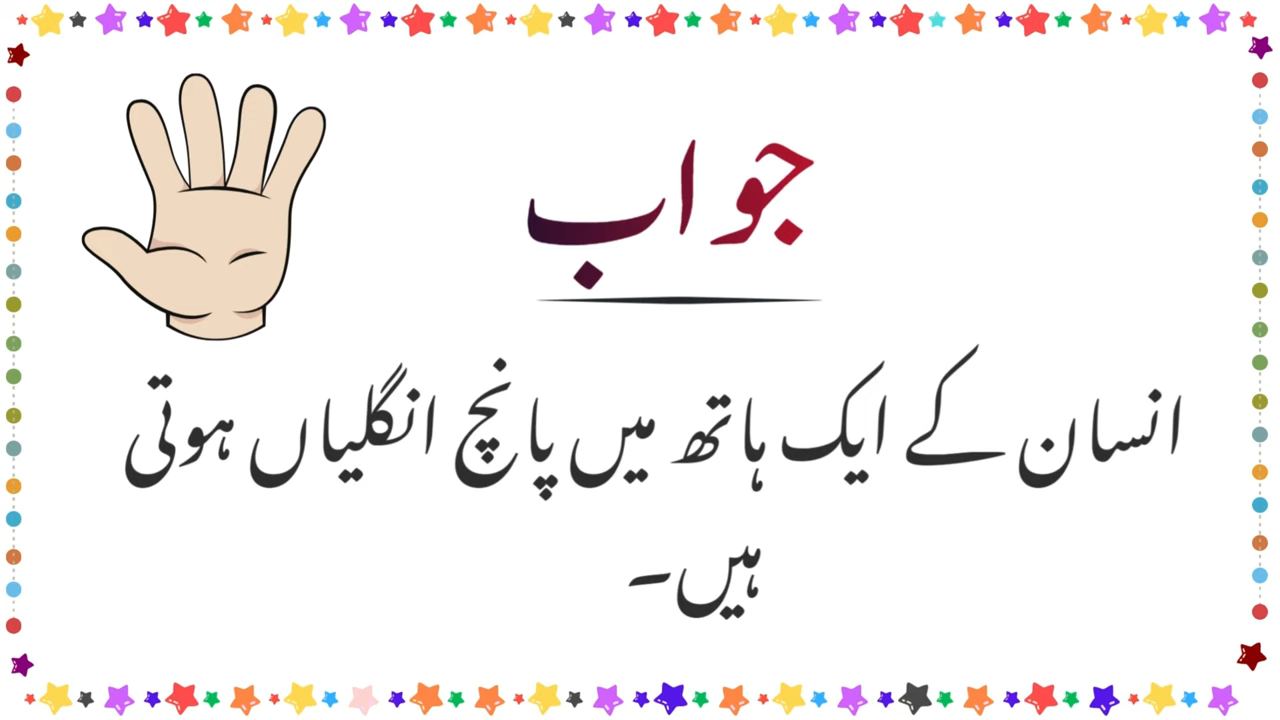 جواب
انسان کے ایک ہاتھ میں پانچ انگلیاں ہوتی
ہیں۔